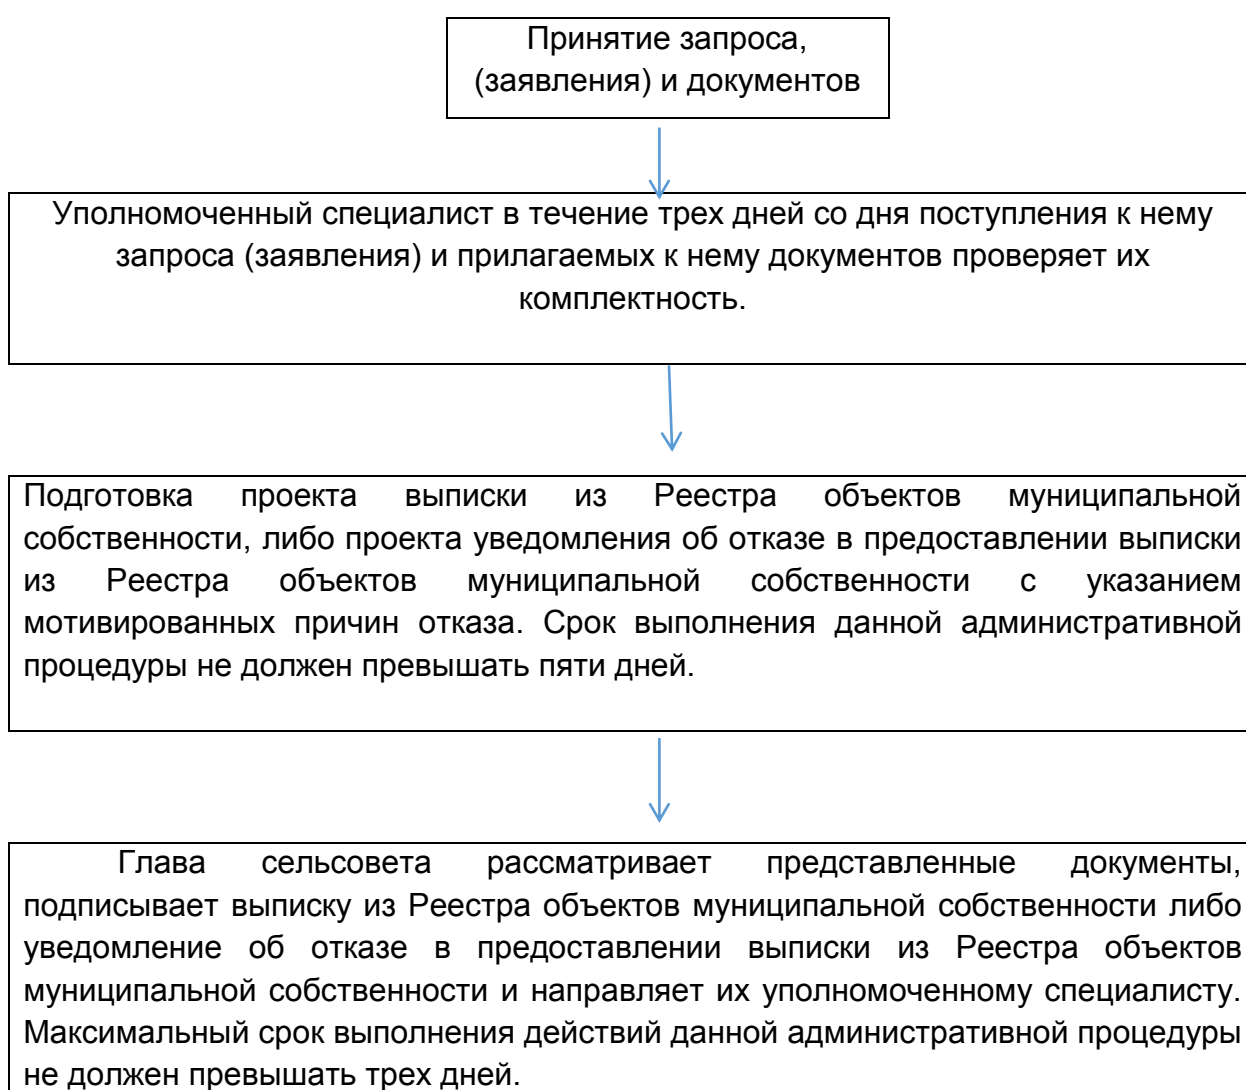 Принятие запроса,
(заявления) и документов
Уполномоченный специалист в течение трех дней со дня поступления к нему
запроса (заявления) и прилагаемых к нему документов проверяет их
комплектность.
Подготовка проекта выписки из Реестра объектов муниципальной
собственности, либо проекта уведомления об отказе в предоставлении выписки
из Реестра объектов муниципальной собственности с указанием
мотивированных причин отказа. Срок выполнения данной административной
процедуры не должен превышать пяти дней.
Глава сельсовета рассматривает представленные документы,
подписывает выписку из Реестра объектов муниципальной собственности либо
уведомление об отказе в предоставлении выписки из Реестра объектов
муниципальной собственности и направляет их уполномоченному специалисту.
Максимальный срок выполнения действий данной административной процедуры
не должен превышать трех дней.